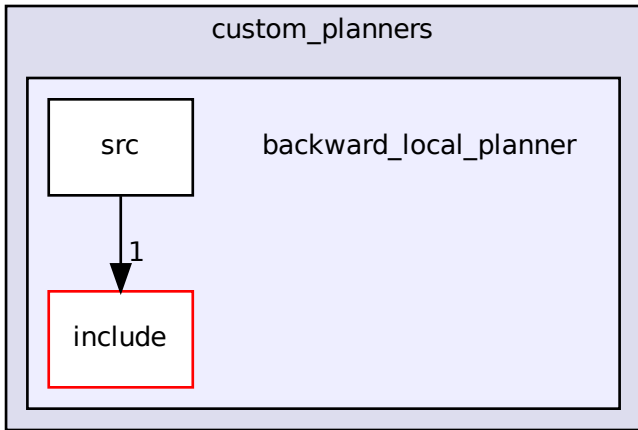 custom_planners
src
backward_local_planner
1
include